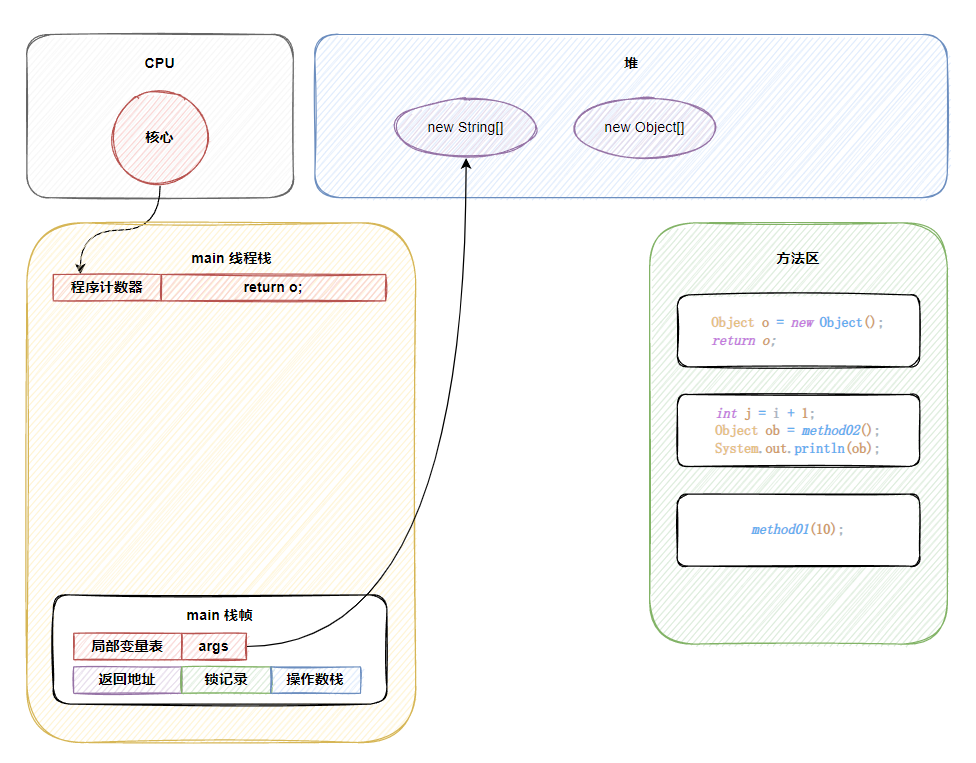 CPU
核心
堆
new String[]
new Object[]
main 线程栈
程序计数器
return o;
main 栈帧
局部变量表
args
返回地址
锁记录
操作数栈
方法区
Object o = new Object();
return o;
int j = i + 1;
Object ob = method02();
System.out.println(ob);
method01(10);